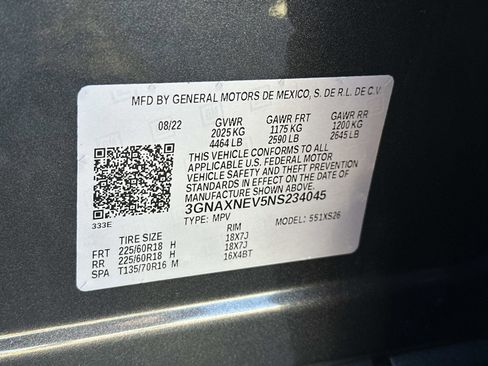 MFD BY GENERAL MOTORS DE MEXICO, S. DE R.L. DE C.V.
08/22 GVWR GAWR FRT GAWR RR
2025 KG 1175 KG 1200 KG
4464 LB 2590 LB 2645 LB
THIS VEHICLE CONFORMS TO ALL
APPLICABLE U.S. FEDERAL MOTOR
VEHICLE SAFETY AND THEFT PREVENTION
STANDARDS IN EFFECT ON THE DATE OF
MANUFACTURE SHOWN ABOVE.
3GNAXNEV5NS234045
TYPE: MPV MODEL: 551XS26
333E
TIRE SIZE RIM
FRT 225/60R18 H 18X7J
RR 225/60R18 H 18X7J
SPA T135/70R16 M 16X4BT